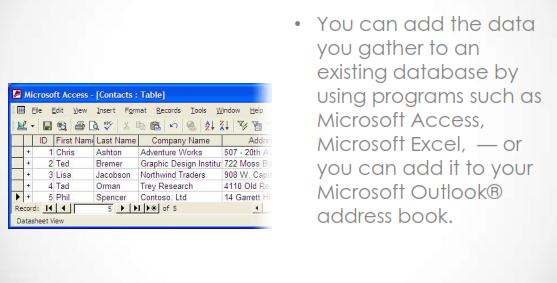 Microsoft Access - [Contacts : Table]
File Edit View Insert Format Records Tools Window Help
ID First Nam Last Name Company Name Addre
+ 1 Chris Ashton Adventure Works 507 - 20th A
+ 2 Ted Bremer Graphic Design Institu 722 Moss B
+ 3 Lisa Jacobson Northwind Traders 908 W. Capi
+ 4 Tad Orman Trey Research 4110 Old Re
+ 5 Phil Spencer Contoso, Ltd 14 Garrett Hi
Record: 5 of 5
Datasheet View
• You can add the data
you gather to an
existing database by
using programs such as
Microsoft Access,
Microsoft Excel, — or
you can add it to your
Microsoft Outlook®
address book.